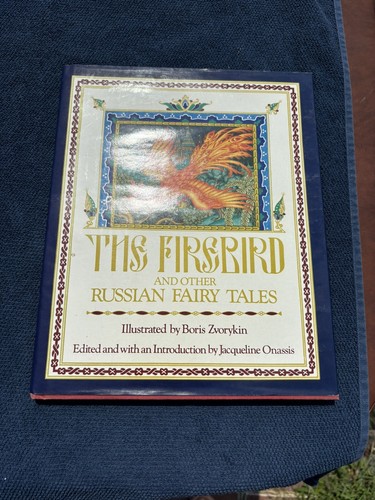 THE FIREBIRD
AND OTHER
RUSSIAN FAIRY TALES
Illustrated by Boris Zvorykin
Edited and with an Introduction by Jacqueline Onassis